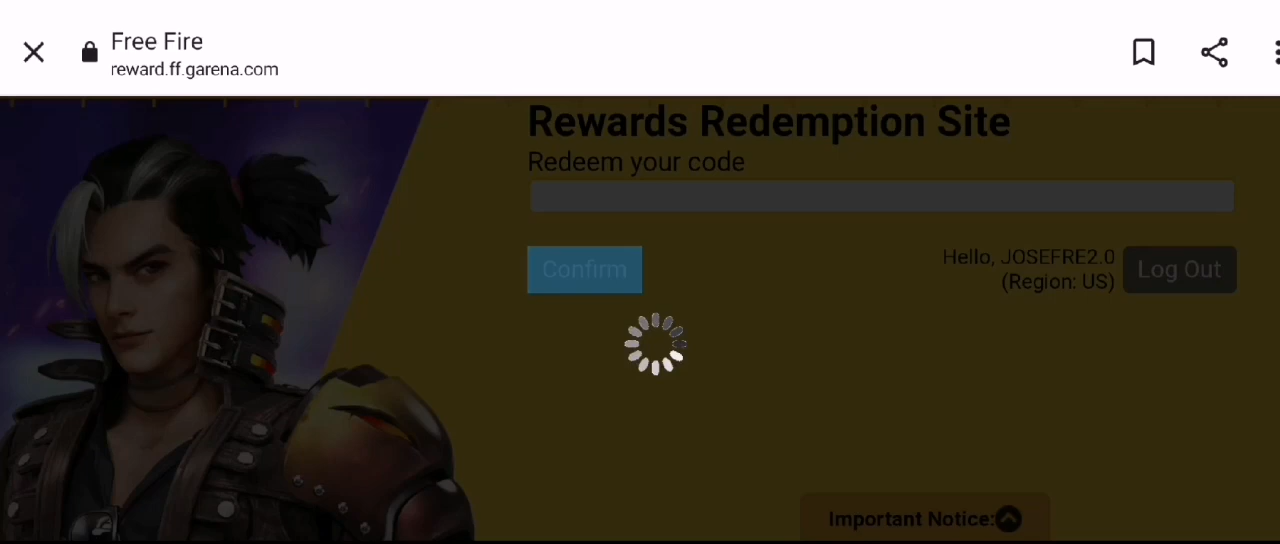 Free Fire
reward.ff.garena.com
Rewards Redemption Site
Redeem your code
Confirm
Hello, JOSEFRE2.0
(Region: US)
Log Out
Important Notice: